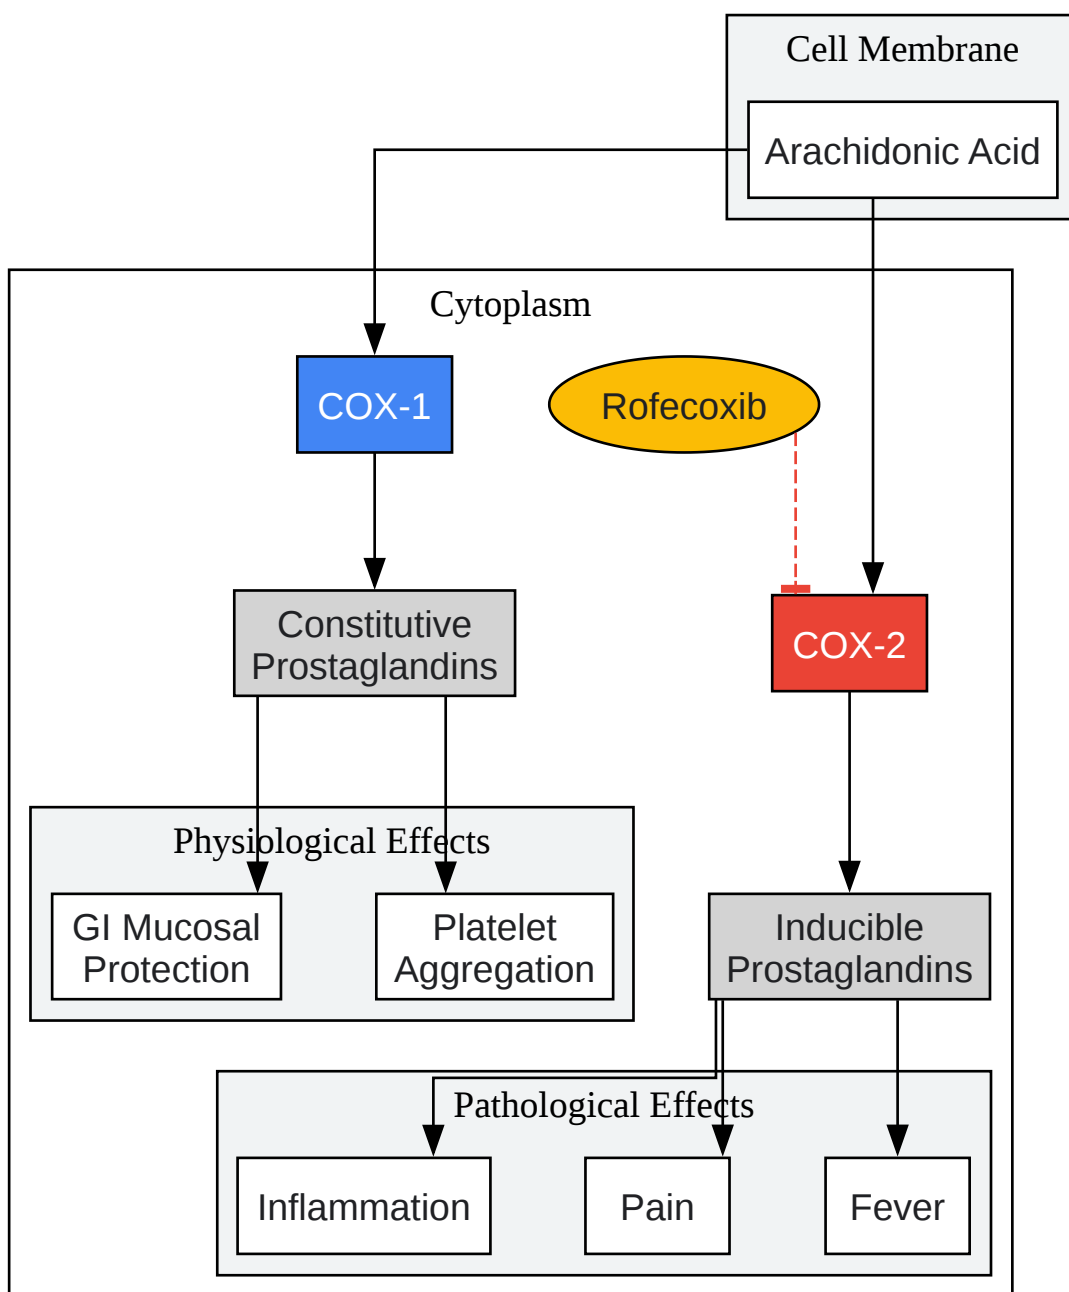 Cell Membrane
Arachidonic Acid
Cytoplasm
COX-1
Rofecoxib
Constitutive
Prostaglandins
COX-2
Physiological Effects
GI Mucosal
Protection
Platelet
Aggregation
Inducible
Prostaglandins
Pathological Effects
Inflammation
Pain
Fever